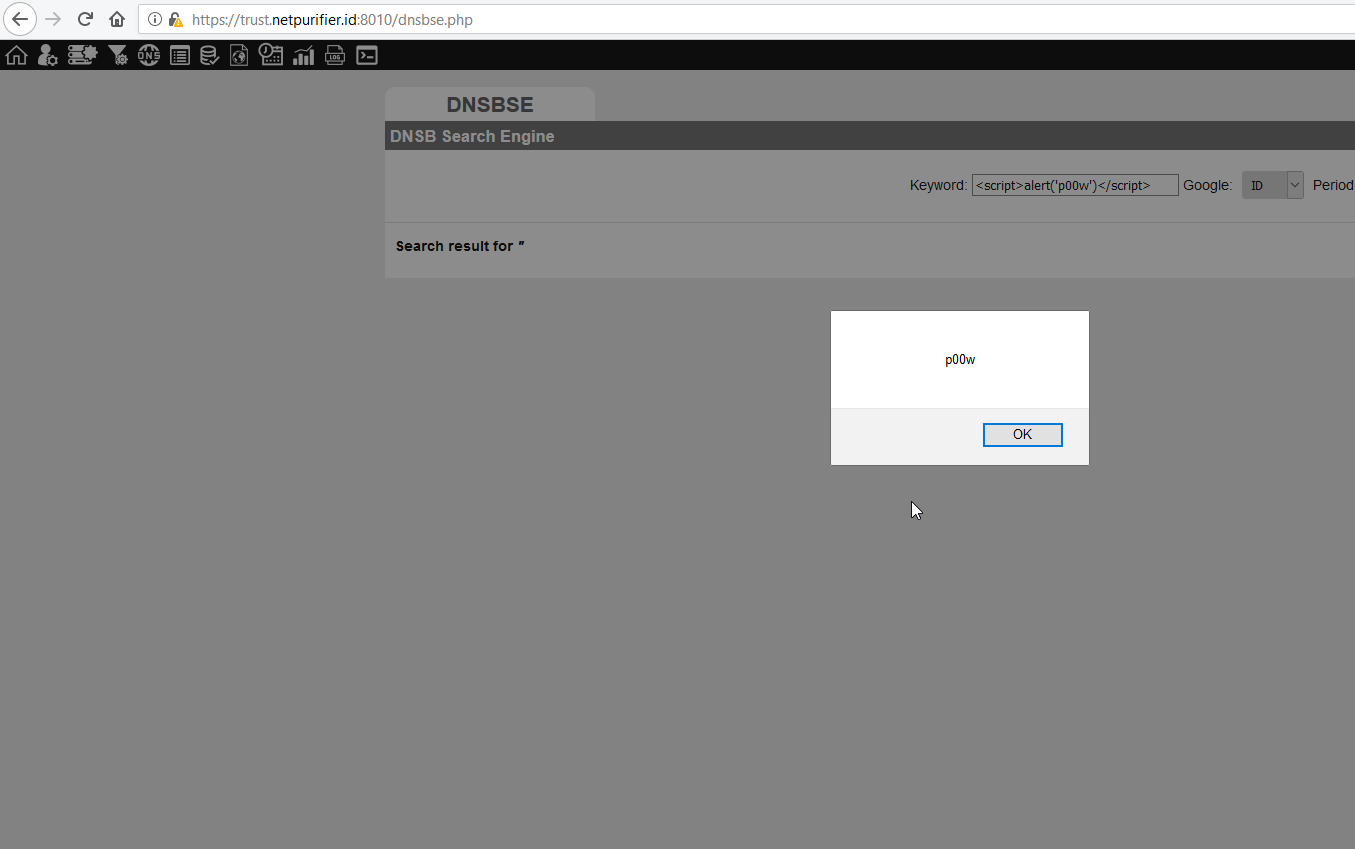 https://trust.netpurifier.id:8010/dnsbse.php
DNS
LOG
DNSBSE
DNSB Search Engine
Keyword: <script>alert('p00w')</script> Google: ID Period
Search result for "
p00w
OK